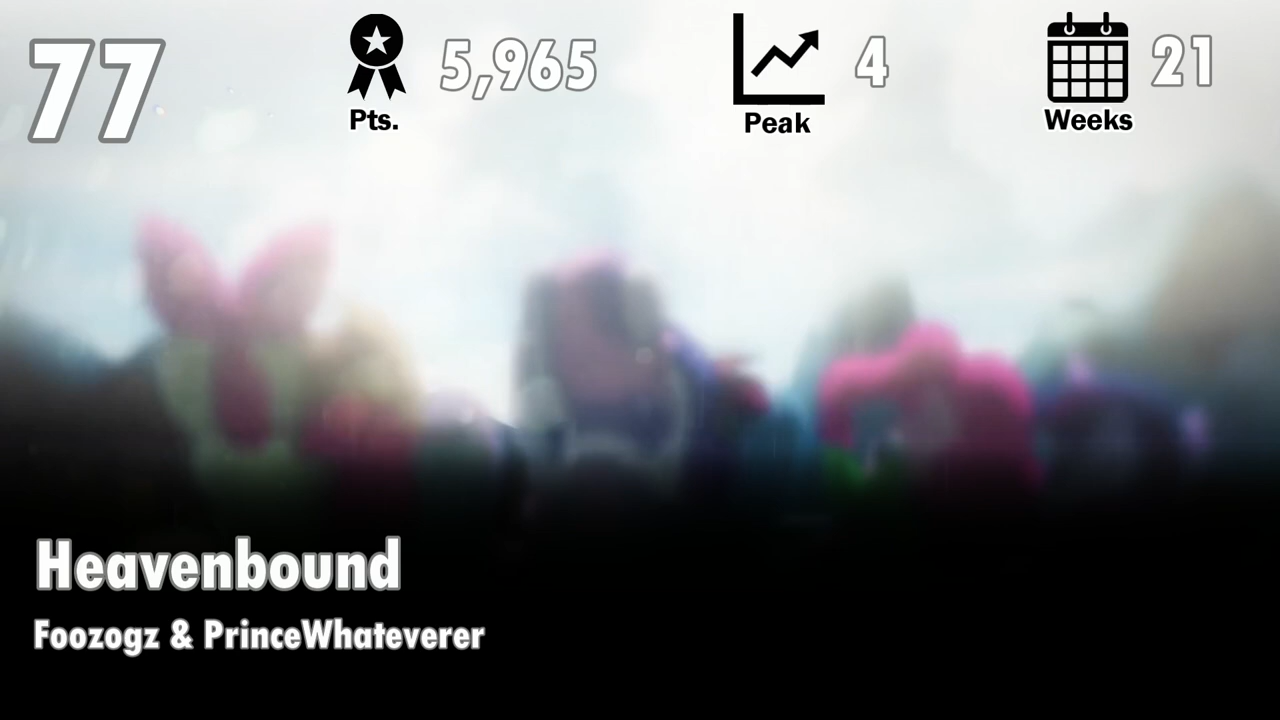 77
Pts.
5,965
Peak
4
Weeks
21
Heavenbound
Foozogz & PrinceWhateverer